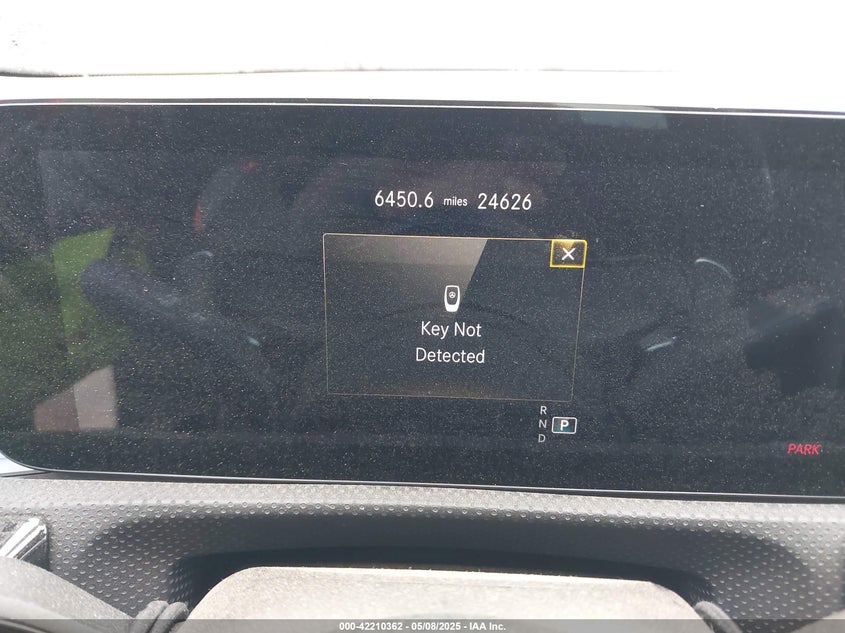 6450.6 miles 24626
Key Not
Detected
R
N P
D
PARK
000-42210362 - 05/08/2025 - IAA Inc.